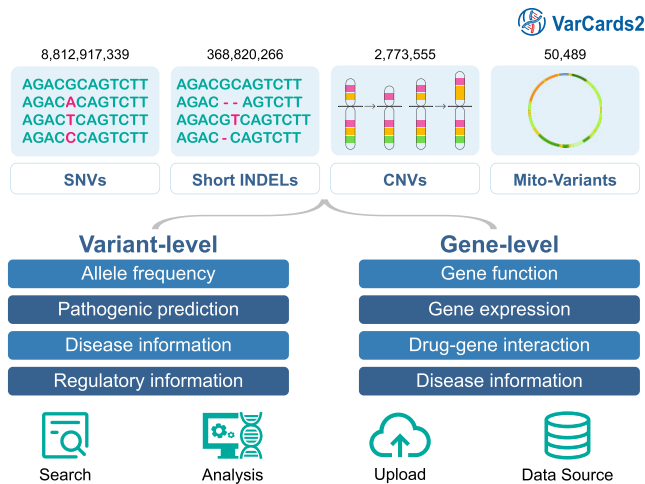 VarCards2
8,812,917,339
368,820,266
2,773,555
50,489
AGACGCAGTCTT
AGACACAGTCTT
AGACTCAGTCTT
AGACCCAGTCTT
AGACGCAGTCTT
AGAC - - AGTCTT
AGACGTCAGTCTT
AGAC - CAGTCTT
SNVs
Short INDELs
CNVs
Mito-Variants
Variant-level
Allele frequency
Pathogenic prediction
Disease information
Regulatory information
Gene-level
Gene function
Gene expression
Drug-gene interaction
Disease information
Search
Analysis
Upload
Data Source